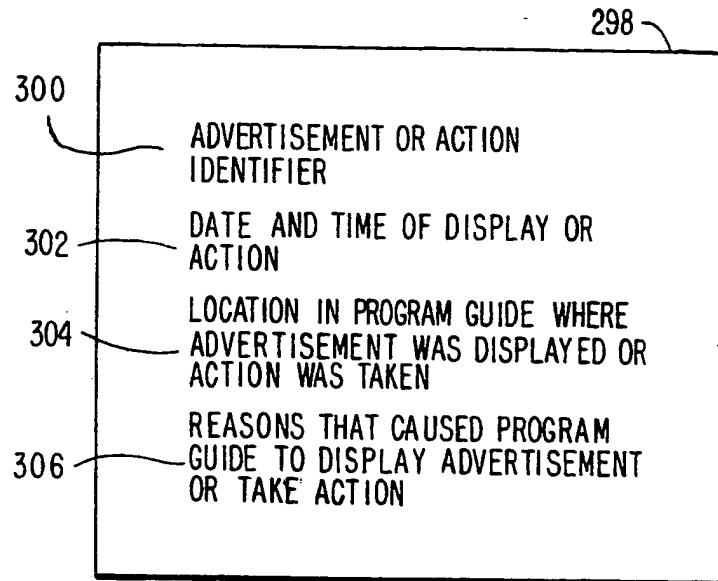 298
300
ADVERTISEMENT OR ACTION
IDENTIFIER
302
DATE AND TIME OF DISPLAY OR
ACTION
304
LOCATION IN PROGRAM GUIDE WHERE
ADVERTISEMENT WAS DISPLAYED OR
ACTION WAS TAKEN
306
REASONS THAT CAUSED PROGRAM
GUIDE TO DISPLAY ADVERTISEMENT
OR TAKE ACTION